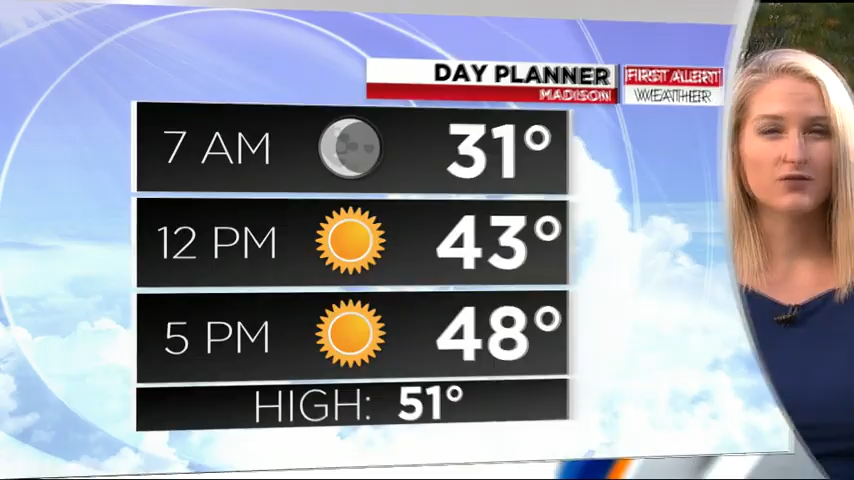 DAY PLANNER
MADISON
FIRST ALERT
WEATHER
7 AM 31°
12 PM 43°
5 PM 48°
HIGH: 51°